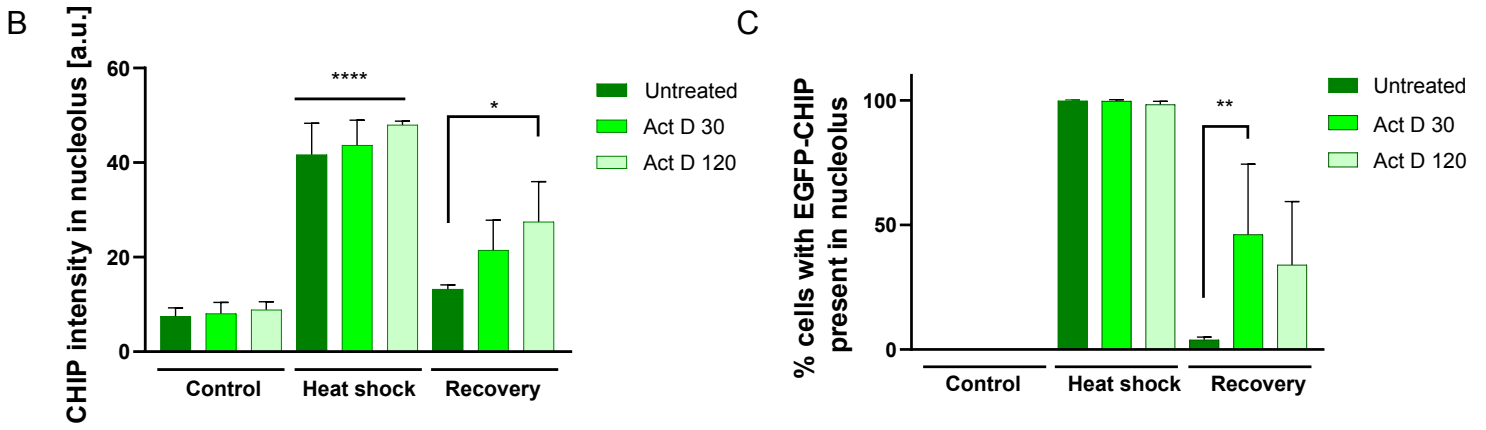 B
CHIP intensity in nucleolus [a.u.]
60
40
20
0
****
*
Untreated
Act D 30
Act D 120
Control
Heat shock
Recovery
C
% cells with EGFP-CHIP
present in nucleolus
100
50
0
**
Untreated
Act D 30
Act D 120
Control
Heat shock
Recovery